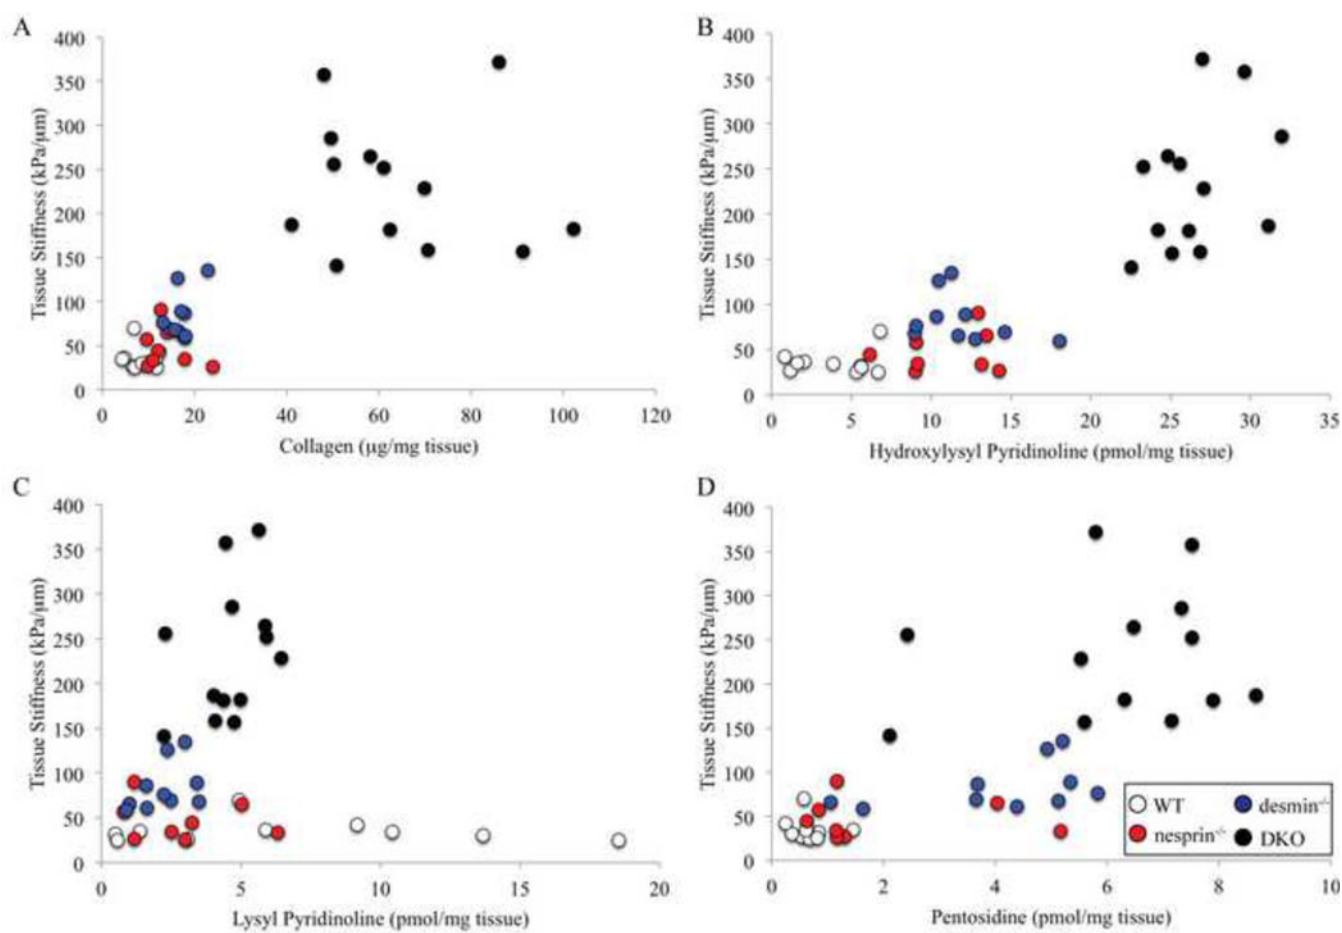 A
Tissue Stiffness (kPa/µm)
400
350
300
250
200
150
100
50
0
0 20 40 60 80 100 120
Collagen (µg/mg tissue)
B
Tissue Stiffness (kPa/µm)
400
350
300
250
200
150
100
50
0
0 5 10 15 20 25 30 35
Hydroxylysyl Pyridinoline (pmol/mg tissue)
C
Tissue Stiffness (kPa/µm)
400
350
300
250
200
150
100
50
0
0 5 10 15 20
Lysyl Pyridinoline (pmol/mg tissue)
D
Tissue Stiffness (kPa/µm)
400
350
300
250
200
150
100
50
0
0 2 4 6 8 10
Pentosidine (pmol/mg tissue)
WT desmin⁻/⁻
nesprin⁻/⁻ DKO